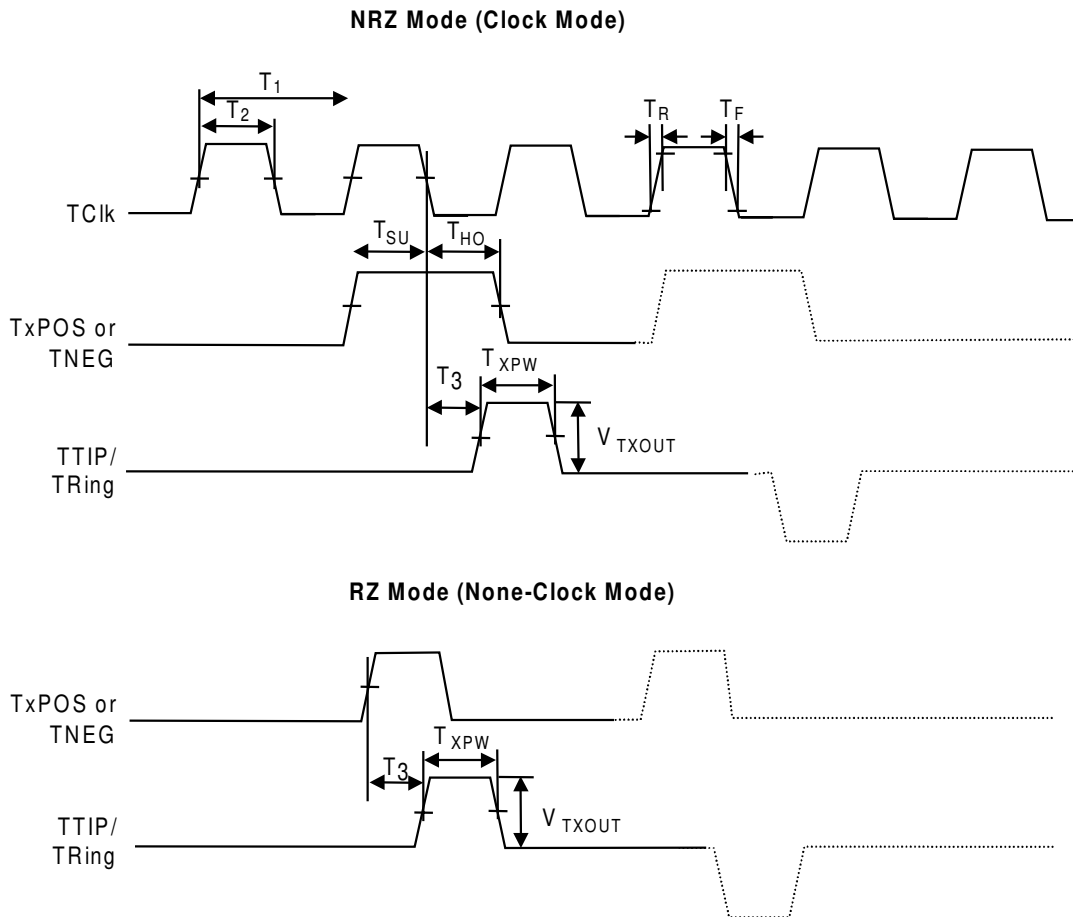 NRZ Mode (Clock Mode)
T1
T2
TR
TF
TClk
TSU
THO
TxPOS or
TNEG
TXPW
T3
VTXOUT
TTIP/
TRing
RZ Mode (None-Clock Mode)
TxPOS or
TNEG
TXPW
T3
VTXOUT
TTIP/
TRing